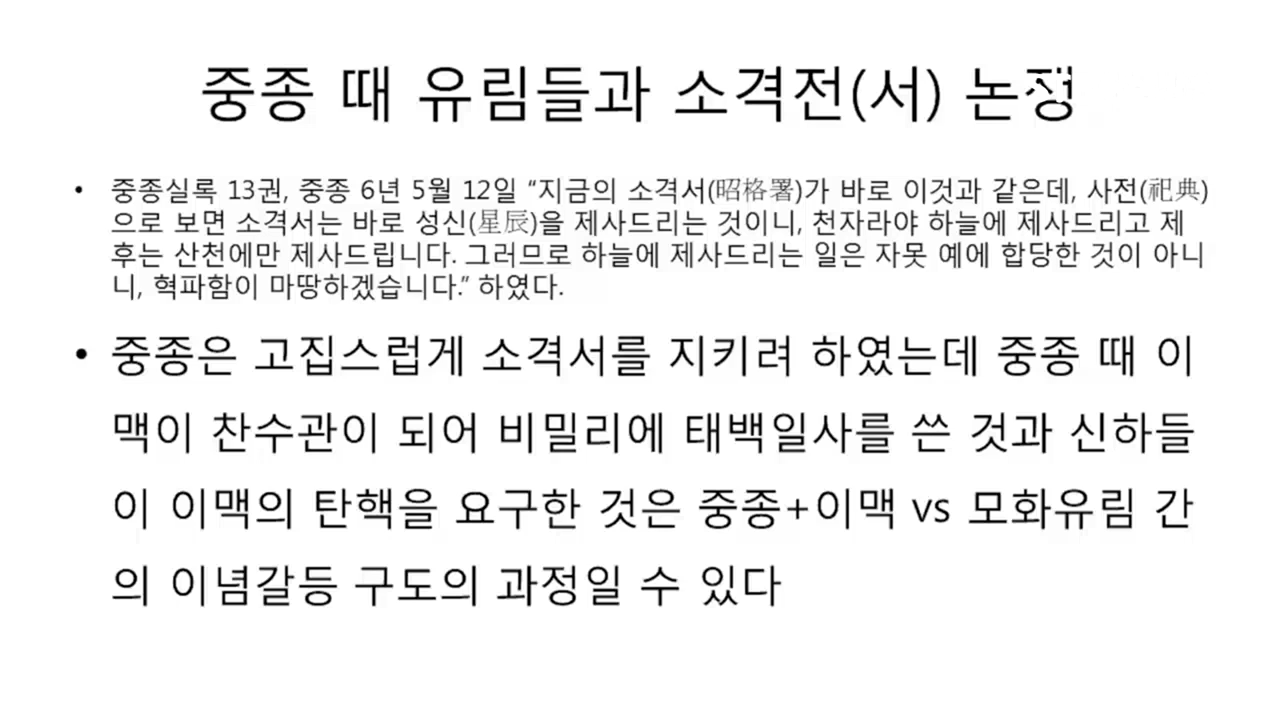 중종 때 유림들과 소격전(서) 논쟁
• 중종실록 13권, 중종 6년 5월 12일 “지금의 소격서(昭格署)가 바로 이것과 같은데, 사전(祀典)
으로 보면 소격서는 바로 성신(星辰)을 제사드리는 것이니, 천자라야 하늘에 제사드리고 제
후는 산천에만 제사드립니다. 그러므로 하늘에 제사드리는 일은 자못 예에 합당한 것이 아니
니, 혁파함이 마땅하겠습니다.” 하였다.
• 중종은 고집스럽게 소격서를 지키려 하였는데 중종 때 이
맥이 찬수관이 되어 비밀리에 태백일사를 쓴 것과 신하들
이 이맥의 탄핵을 요구한 것은 중종+이맥 vs 모화유림 간
의 이념갈등 구도의 과정일 수 있다